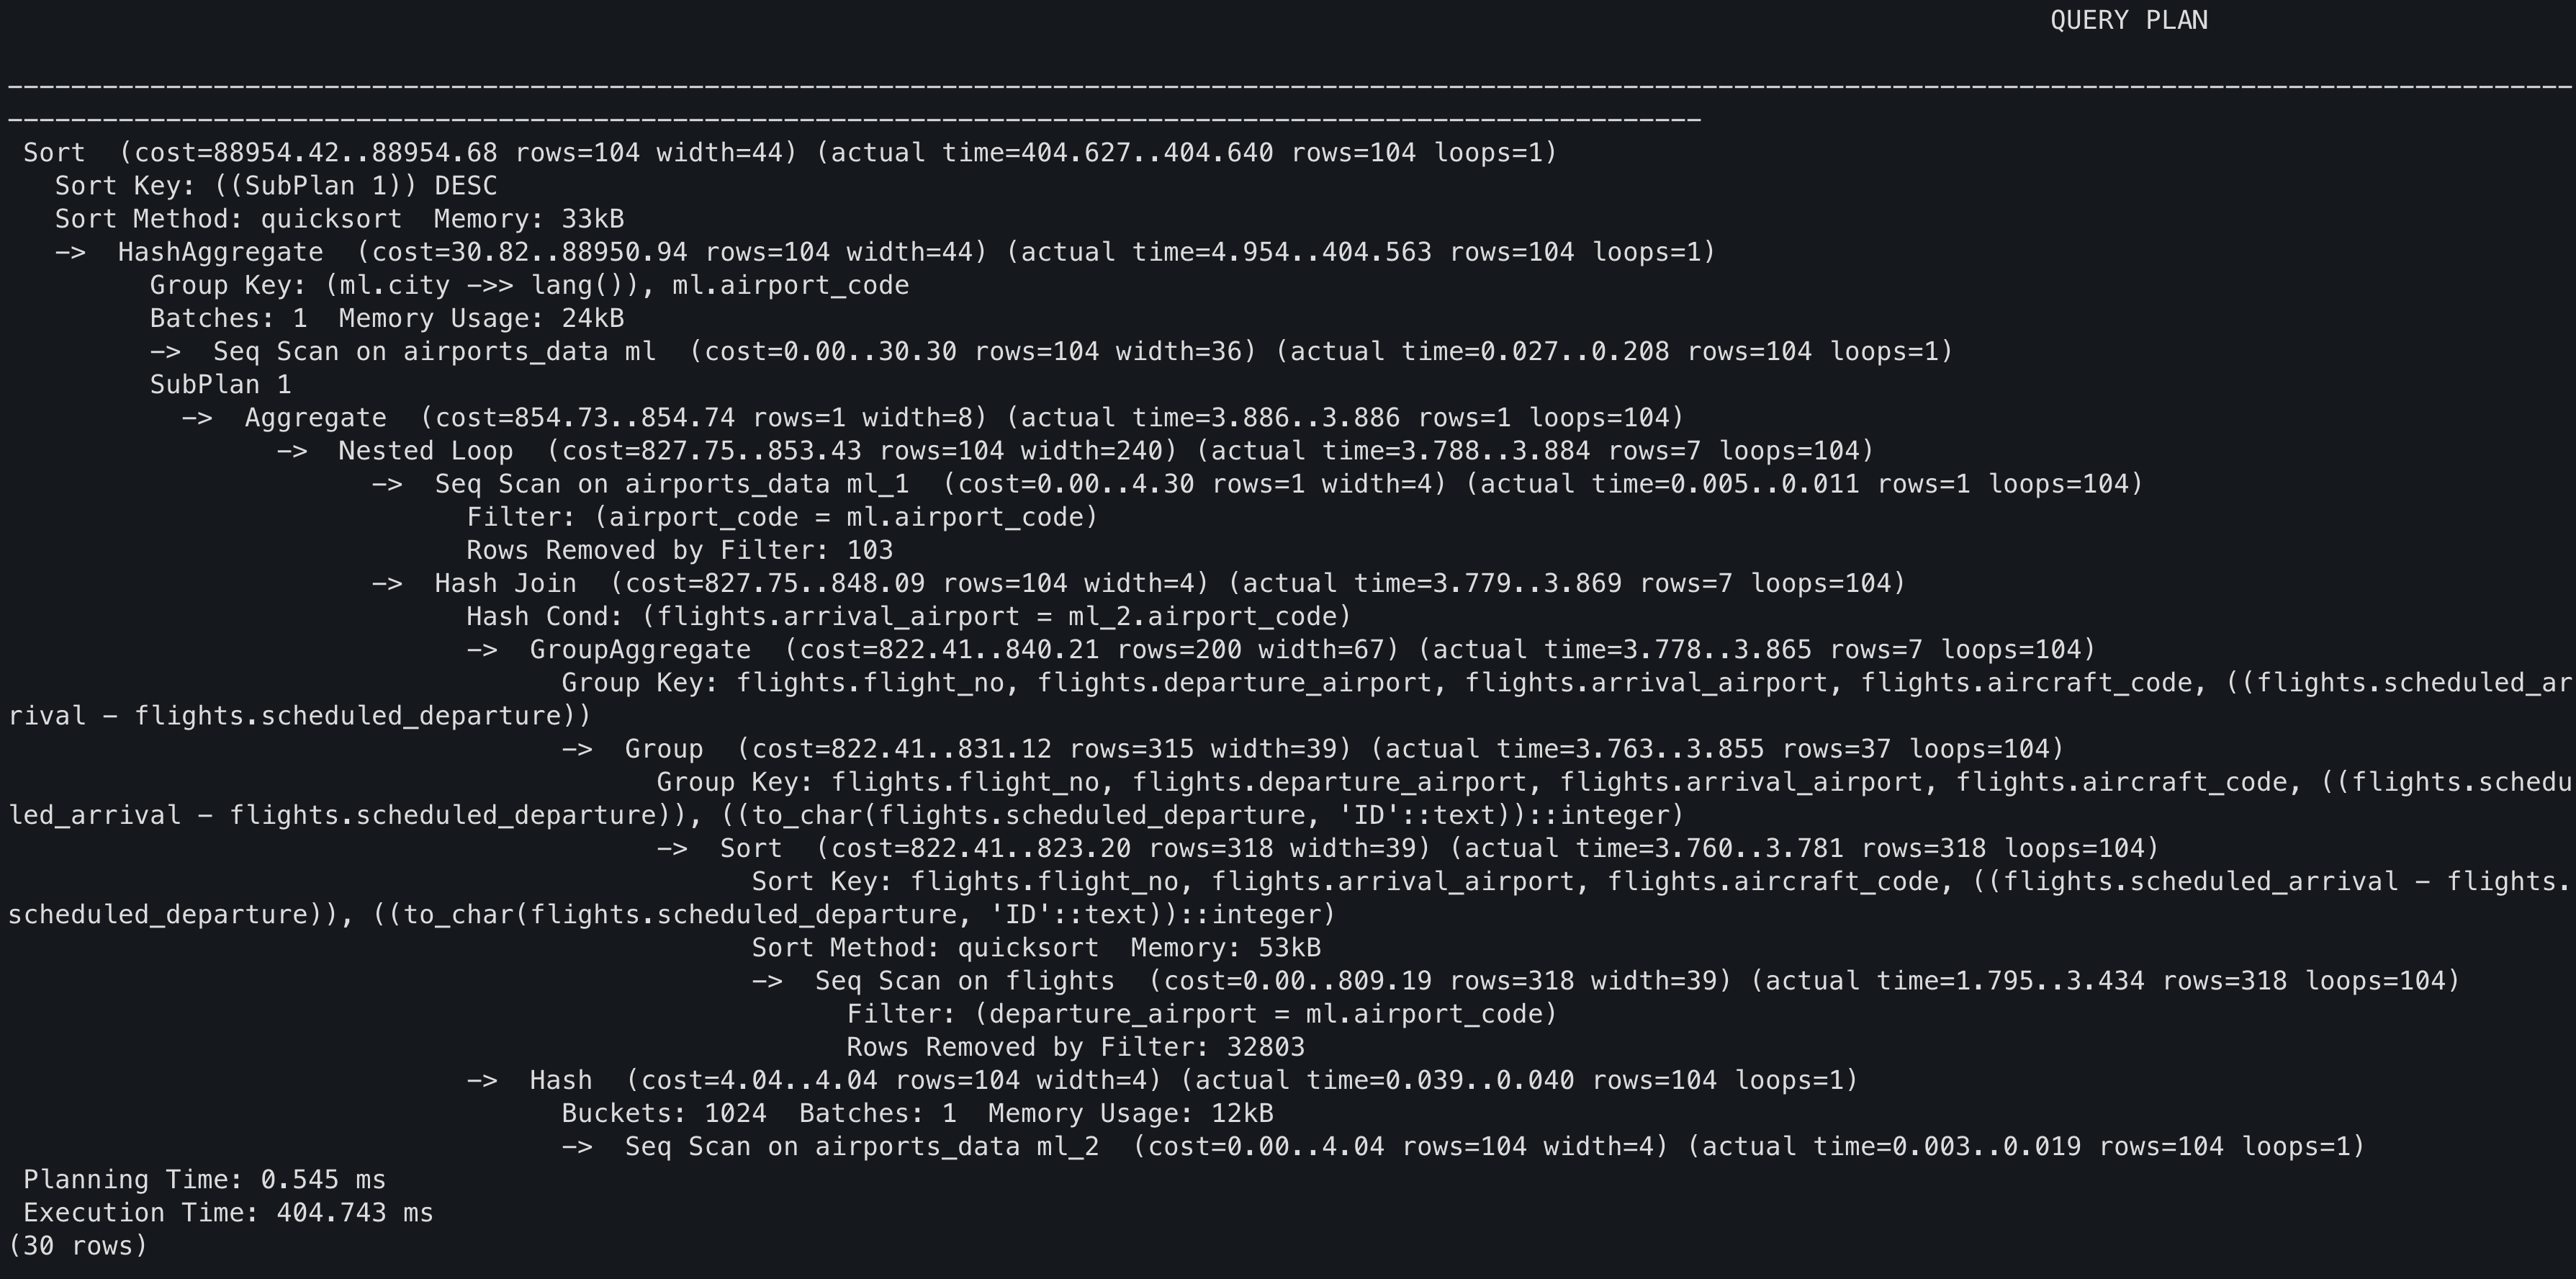 QUERY PLAN
----------------------------------------------------------------------------------------------------------------------------------------------------------------------
-----------------------------------------------------------------------------------------------------------
Sort  (cost=88954.42..88954.68 rows=104 width=44) (actual time=404.627..404.640 rows=104 loops=1)
Sort Key: ((SubPlan 1)) DESC
Sort Method: quicksort  Memory: 33kB
->  HashAggregate  (cost=30.82..88950.94 rows=104 width=44) (actual time=4.954..404.563 rows=104 loops=1)
Group Key: (ml.city ->> lang()), ml.airport_code
Batches: 1  Memory Usage: 24kB
->  Seq Scan on airports_data ml  (cost=0.00..30.30 rows=104 width=36) (actual time=0.027..0.208 rows=104 loops=1)
SubPlan 1
->  Aggregate  (cost=854.73..854.74 rows=1 width=8) (actual time=3.886..3.886 rows=1 loops=104)
->  Nested Loop  (cost=827.75..853.43 rows=104 width=240) (actual time=3.788..3.884 rows=7 loops=104)
->  Seq Scan on airports_data ml_1  (cost=0.00..4.30 rows=1 width=4) (actual time=0.005..0.011 rows=1 loops=104)
Filter: (airport_code = ml.airport_code)
Rows Removed by Filter: 103
->  Hash Join  (cost=827.75..848.09 rows=104 width=4) (actual time=3.779..3.869 rows=7 loops=104)
Hash Cond: (flights.arrival_airport = ml_2.airport_code)
->  GroupAggregate  (cost=822.41..840.21 rows=200 width=67) (actual time=3.778..3.865 rows=7 loops=104)
Group Key: flights.flight_no, flights.departure_airport, flights.arrival_airport, flights.aircraft_code, ((flights.scheduled_ar
rival - flights.scheduled_departure))
->  Group  (cost=822.41..831.12 rows=315 width=39) (actual time=3.763..3.855 rows=37 loops=104)
Group Key: flights.flight_no, flights.departure_airport, flights.arrival_airport, flights.aircraft_code, ((flights.schedu
led_arrival - flights.scheduled_departure)), ((to_char(flights.scheduled_departure, 'ID'::text))::integer)
->  Sort  (cost=822.41..823.20 rows=318 width=39) (actual time=3.760..3.781 rows=318 loops=104)
Sort Key: flights.flight_no, flights.arrival_airport, flights.aircraft_code, ((flights.scheduled_arrival - flights.
scheduled_departure)), ((to_char(flights.scheduled_departure, 'ID'::text))::integer)
Sort Method: quicksort  Memory: 53kB
->  Seq Scan on flights  (cost=0.00..809.19 rows=318 width=39) (actual time=1.795..3.434 rows=318 loops=104)
Filter: (departure_airport = ml.airport_code)
Rows Removed by Filter: 32803
->  Hash  (cost=4.04..4.04 rows=104 width=4) (actual time=0.039..0.040 rows=104 loops=1)
Buckets: 1024  Batches: 1  Memory Usage: 12kB
->  Seq Scan on airports_data ml_2  (cost=0.00..4.04 rows=104 width=4) (actual time=0.003..0.019 rows=104 loops=1)
Planning Time: 0.545 ms
Execution Time: 404.743 ms
(30 rows)